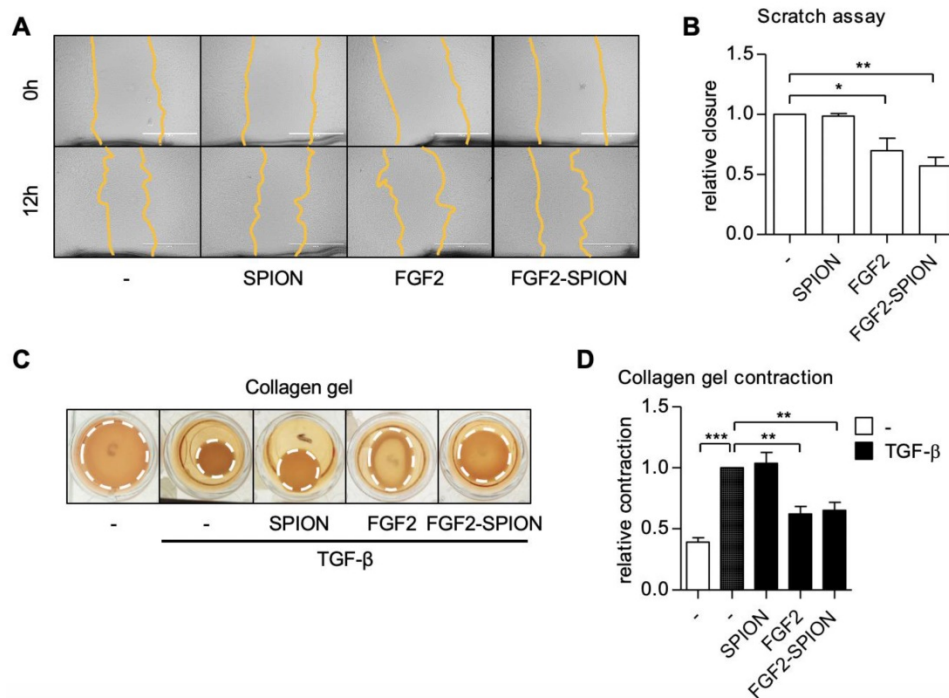 A
0h
12h
-
SPION
FGF2
FGF2-SPION
B
Scratch assay
relative closure
1.5
1.0
0.5
0.0
**
*
-
SPION
FGF2
FGF2-SPION
C
Collagen gel
-
-
SPION
FGF2
FGF2-SPION
TGF-β
D
Collagen gel contraction
relative contraction
1.5
1.0
0.5
0.0
**
***
**
-
TGF-β
-
-
SPION
FGF2
FGF2-SPION